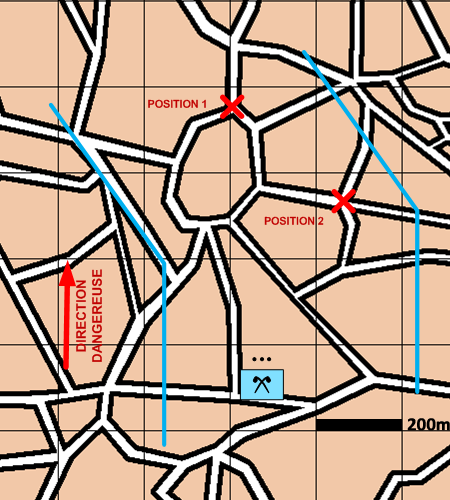 POSITION 1
POSITION 2
DIRECTION
DANGEREUSE
200m